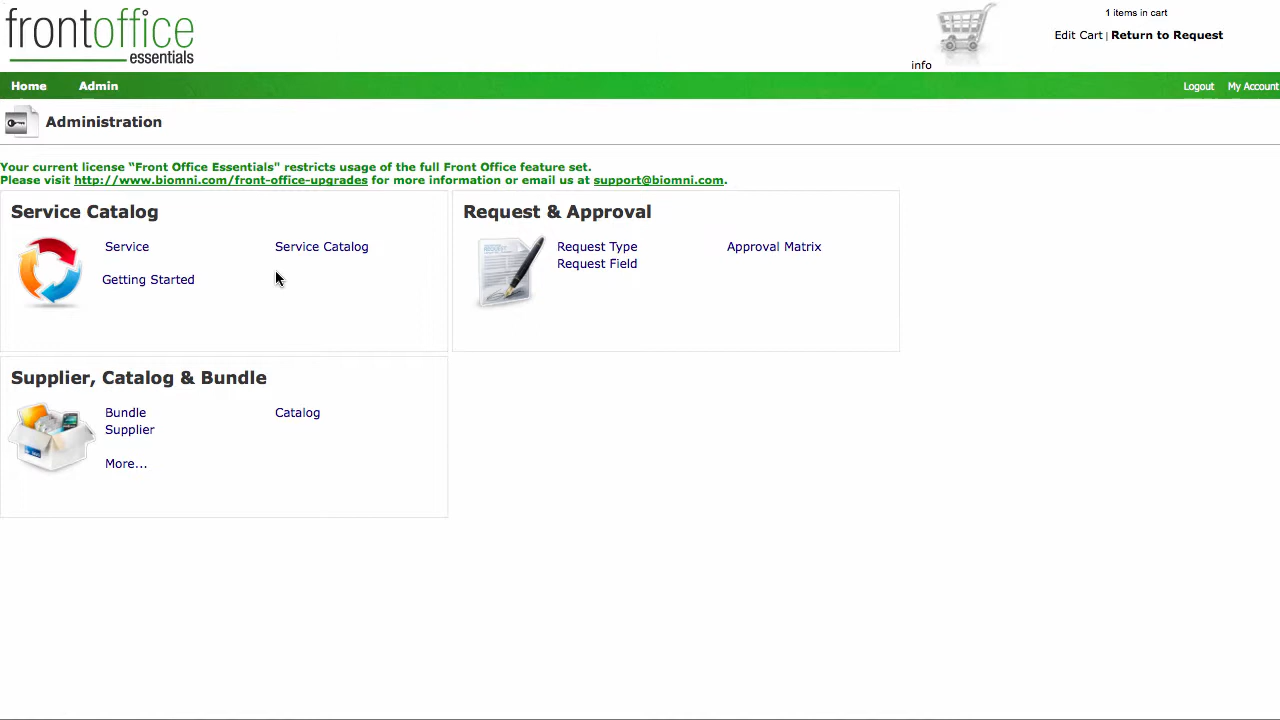 frontoffice
essentials
1 items in cart
Edit Cart | Return to Request
info
Home Admin
Logout My Account
Administration
Your current license “Front Office Essentials" restricts usage of the full Front Office feature set.
Please visit http://www.biomni.com/front-office-upgrades for more information or email us at support@biomni.com.
Service Catalog
Service Service Catalog
Getting Started
Request & Approval
Request Type Approval Matrix
Request Field
Supplier, Catalog & Bundle
Bundle Catalog
Supplier
More...